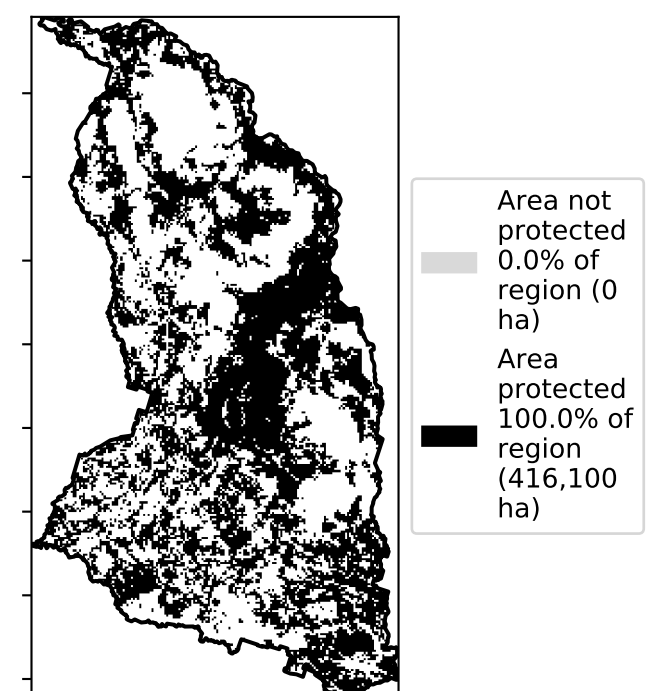 Area not
protected
0.0% of
region (0
ha)
Area
protected
100.0% of
region
(416,100
ha)